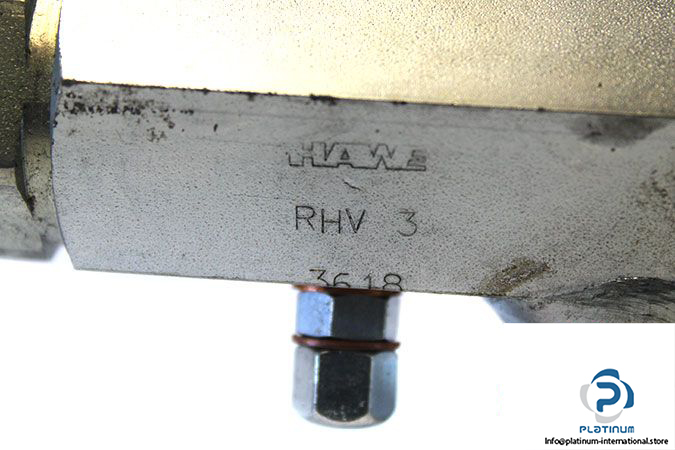 HAWE
RHV 3
3618
PLATINUM
Info@platinum-international.store